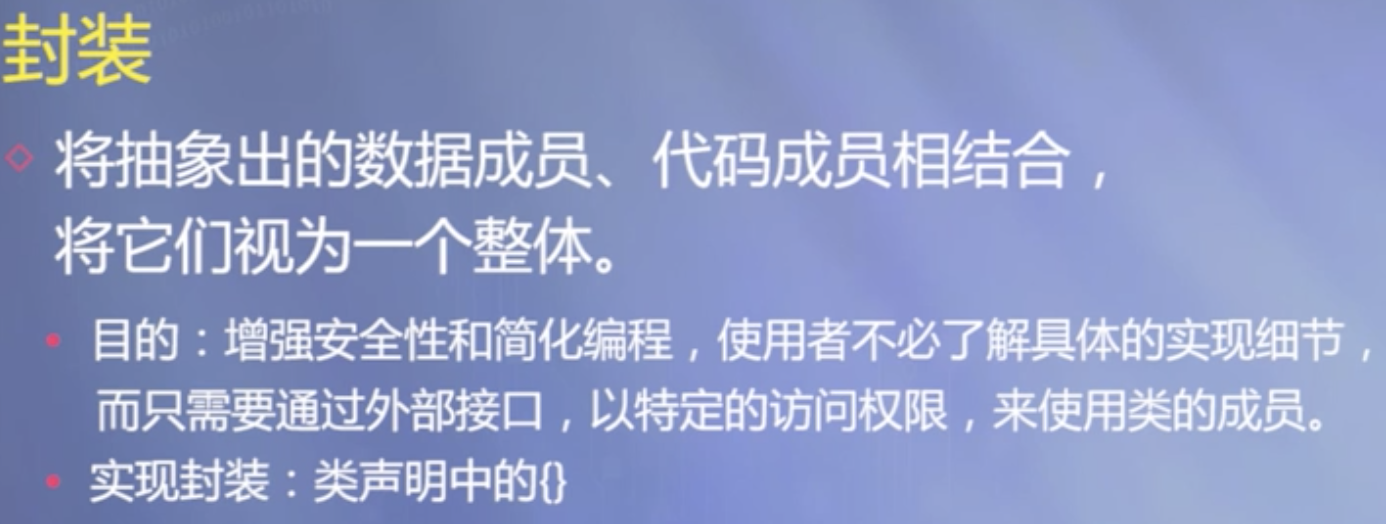 封装
将抽象出的数据成员、代码成员相结合，
将它们视为一个整体。
目的：增强安全性和简化编程，使用者不必了解具体的实现细节，
而只需要通过外部接口，以特定的访问权限，来使用类的成员。
实现封装：类声明中的{}